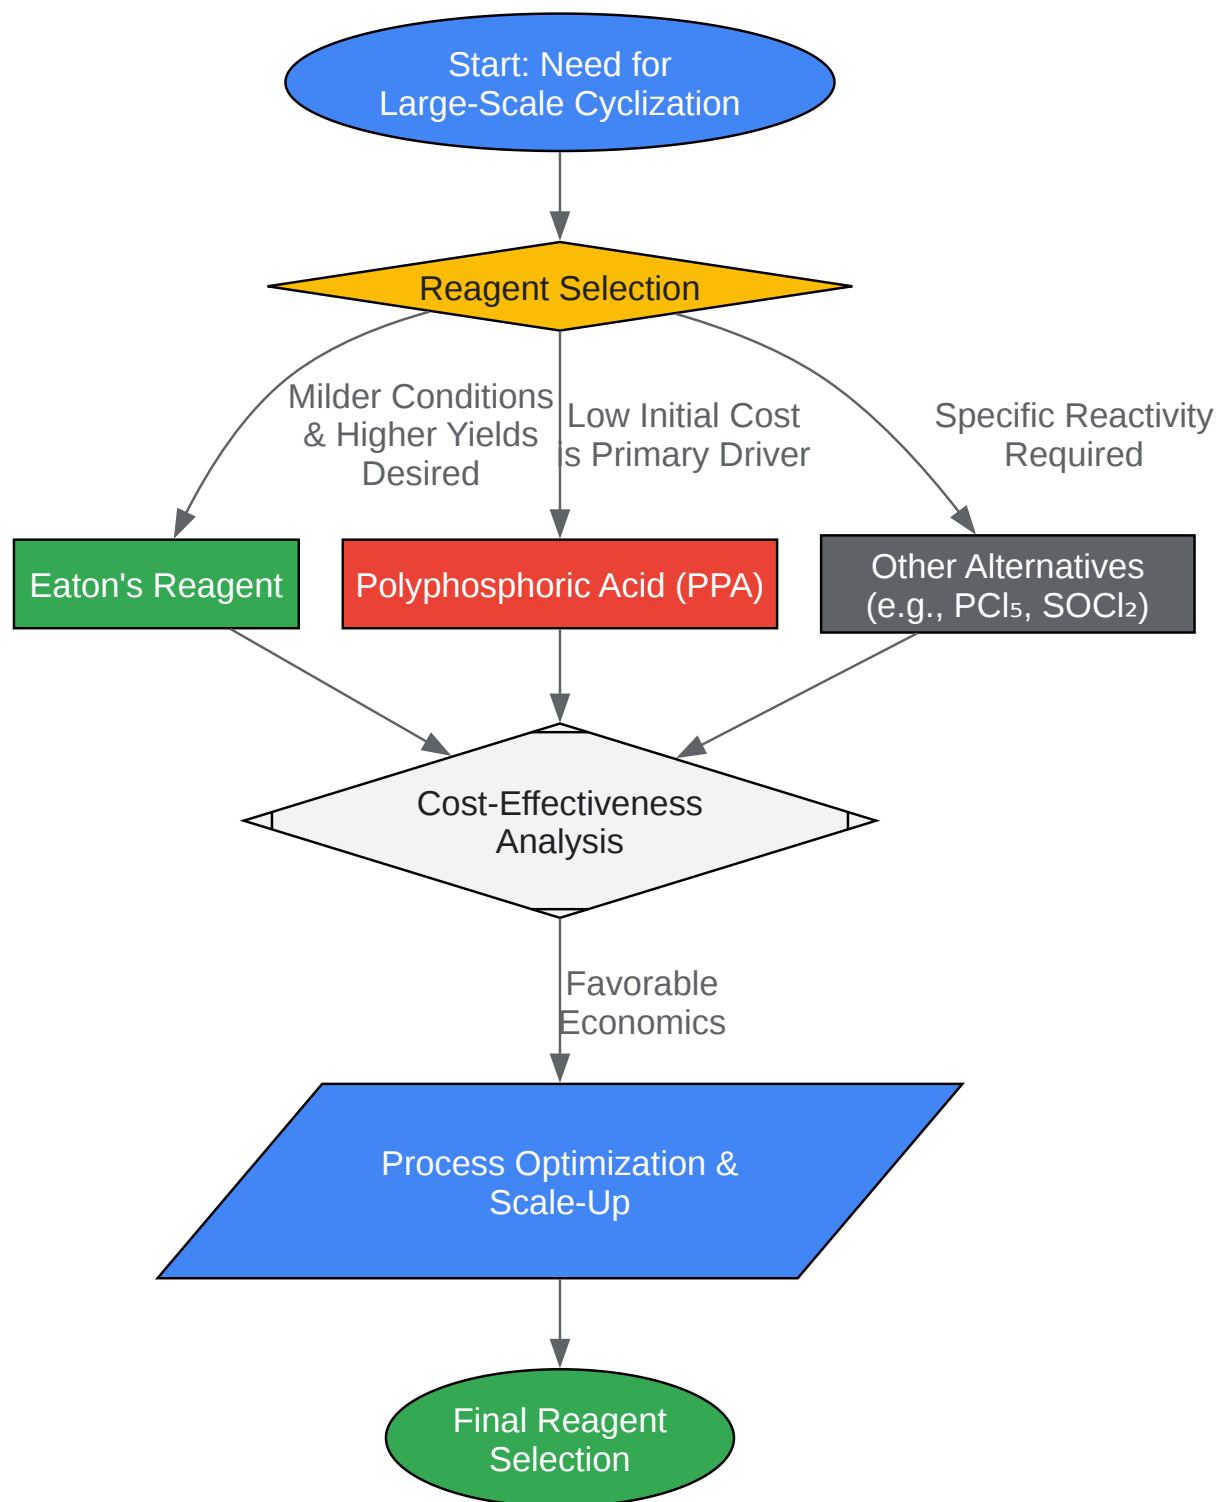 Start: Need for
Large-Scale Cyclization
Reagent Selection
Milder Conditions
& Higher Yields
Desired
Low Initial Cost
is Primary Driver
Specific Reactivity
Required
Eaton's Reagent
Polyphosphoric Acid (PPA)
Other Alternatives
(e.g., PCl₅, SOCl₂)
Cost-Effectiveness
Analysis
Favorable
Economics
Process Optimization &
Scale-Up
Final Reagent
Selection